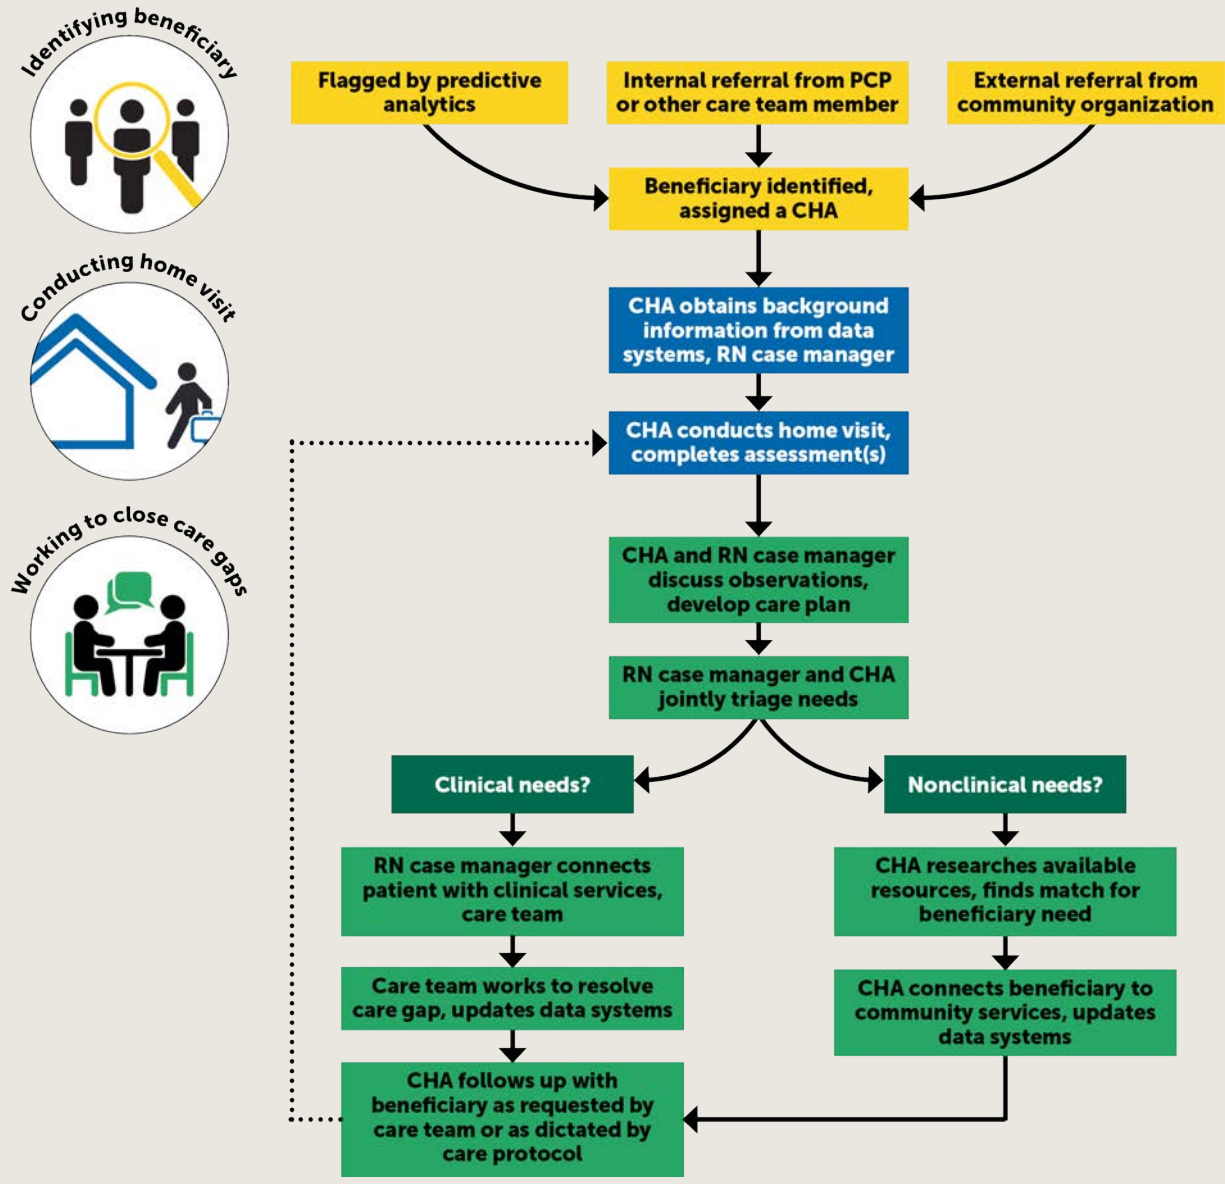 Identifying beneficiary
Flagged by predictive
analytics
Internal referral from PCP
or other care team member
External referral from
community organization
Beneficiary identified,
assigned a CHA
Conducting home visit
CHA obtains background
information from data
systems, RN case manager
CHA conducts home visit,
completes assessment(s)
Working to close care gaps
CHA and RN case manager
discuss observations,
develop care plan
RN case manager and CHA
jointly triage needs
Clinical needs?
Nonclinical needs?
RN case manager connects
patient with clinical services,
care team
CHA researches available
resources, finds match for
beneficiary need
Care team works to resolve
care gap, updates data systems
CHA connects beneficiary to
community services, updates
data systems
CHA follows up with
beneficiary as requested by
care team or as dictated by
care protocol